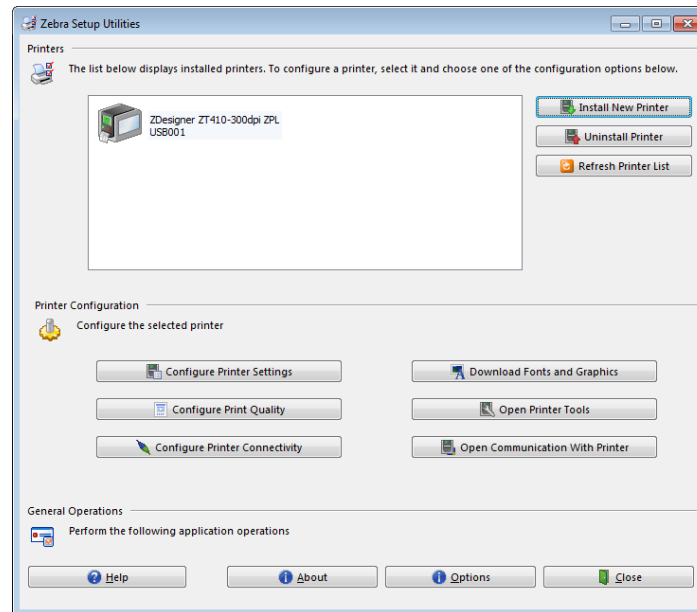 Zebra Setup Utilities
Printers
The list below displays installed printers. To configure a printer, select it and choose one of the configuration options below.
ZDesigner ZT410-300dpi ZPL
USB001
Install New Printer
Uninstall Printer
Refresh Printer List
Printer Configuration
Configure the selected printer
Configure Printer Settings
Download Fonts and Graphics
Configure Print Quality
Open Printer Tools
Configure Printer Connectivity
Open Communication With Printer
General Operations
Perform the following application operations
Help
About
Options
Close